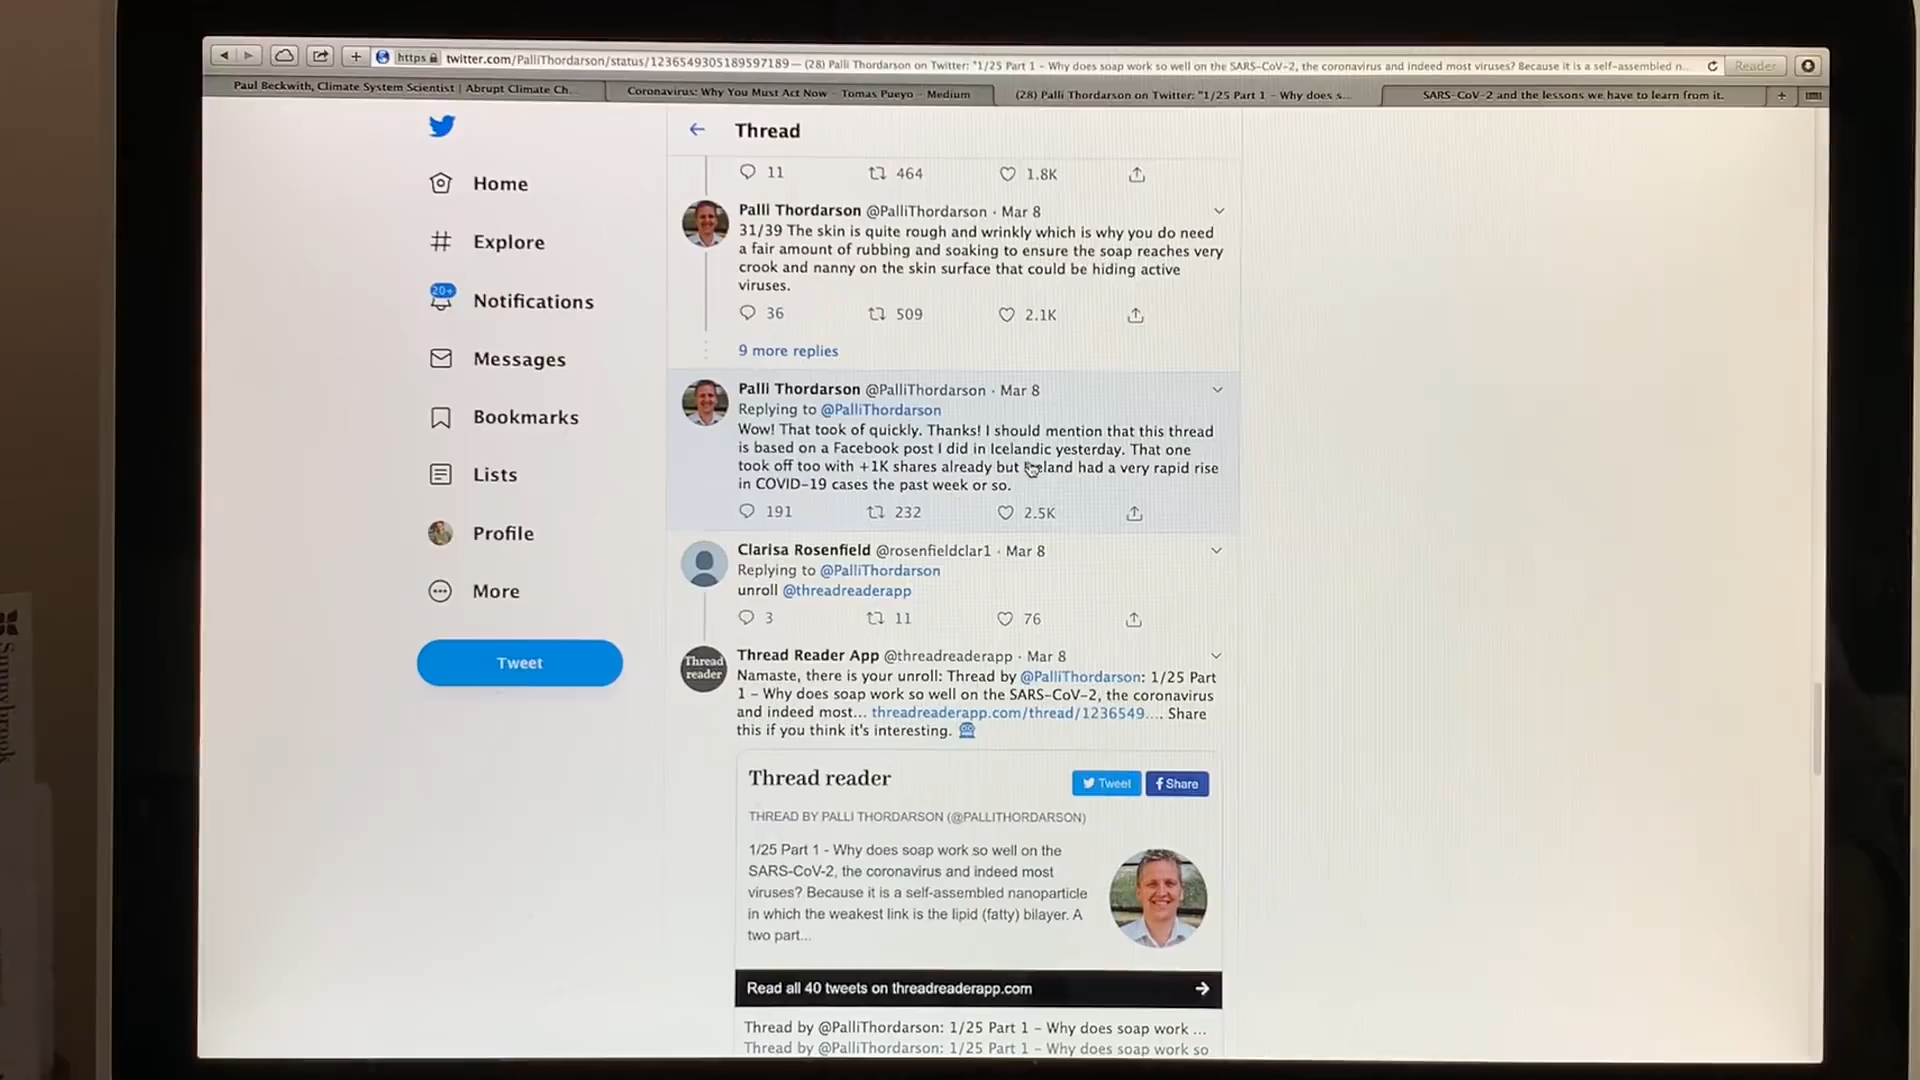 https twitter.com/PalliThordarson/status/1236549305189597189 — (28) Palli Thordarson on Twitter: "1/25 Part 1 - Why does soap work so well on the SARS-CoV-2, the coronavirus and indeed most viruses? Because it is a self-assembled n... Reader
Paul Beckwith, Climate System Scientist | Abrupt Climate Ch... Coronavirus: Why You Must Act Now - Tomas Pueyo - Medium (28) Palli Thordarson on Twitter: "1/25 Part 1 - Why does s... SARS-CoV-2 and the lessons we have to learn from it. +
Home
Explore
20+
Notifications
Messages
Bookmarks
Lists
Profile
More
Tweet
Thread
11 464 1.8K
Palli Thordarson @PalliThordarson · Mar 8
31/39 The skin is quite rough and wrinkly which is why you do need
a fair amount of rubbing and soaking to ensure the soap reaches very
crook and nanny on the skin surface that could be hiding active
viruses.
36 509 2.1K
9 more replies
Palli Thordarson @PalliThordarson · Mar 8
Replying to @PalliThordarson
Wow! That took of quickly. Thanks! I should mention that this thread
is based on a Facebook post I did in Icelandic yesterday. That one
took off too with +1K shares already but Iceland had a very rapid rise
in COVID-19 cases the past week or so.
191 232 2.5K
Clarisa Rosenfield @rosenfieldclar1 · Mar 8
Replying to @PalliThordarson
unroll @threadreaderapp
3 11 76
Thread
reader
Thread Reader App @threadreaderapp · Mar 8
Namaste, there is your unroll: Thread by @PalliThordarson: 1/25 Part
1 - Why does soap work so well on the SARS-CoV-2, the coronavirus
and indeed most... threadreaderapp.com/thread/1236549.... Share
this if you think it's interesting.
Thread reader Tweet Share
THREAD BY PALLI THORDARSON (@PALLITHORDARSON)
1/25 Part 1 - Why does soap work so well on the
SARS-CoV-2, the coronavirus and indeed most
viruses? Because it is a self-assembled nanoparticle
in which the weakest link is the lipid (fatty) bilayer. A
two part...
Read all 40 tweets on threadreaderapp.com
Thread by @PalliThordarson: 1/25 Part 1 - Why does soap work ...
Thread by @PalliThordarson: 1/25 Part 1 - Why does soap work so
Sunnybrook